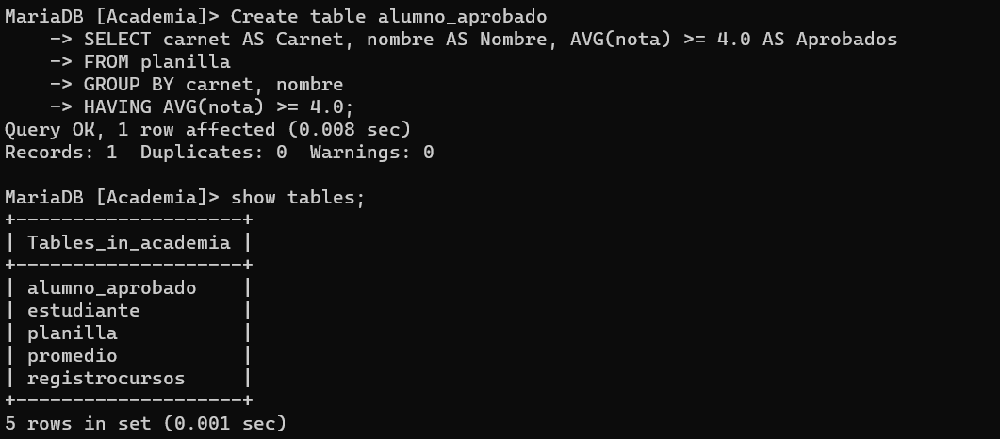 MariaDB [Academia]> Create table alumno_aprobado
    -> SELECT carnet AS Carnet, nombre AS Nombre, AVG(nota) >= 4.0 AS Aprobados
    -> FROM planilla
    -> GROUP BY carnet, nombre
    -> HAVING AVG(nota) >= 4.0;
Query OK, 1 row affected (0.008 sec)
Records: 1  Duplicates: 0  Warnings: 0

MariaDB [Academia]> show tables;
+--------------------+
| Tables_in_academia |
+--------------------+
| alumno_aprobado    |
| estudiante         |
| planilla           |
| promedio           |
| registrocursos     |
+--------------------+
5 rows in set (0.001 sec)